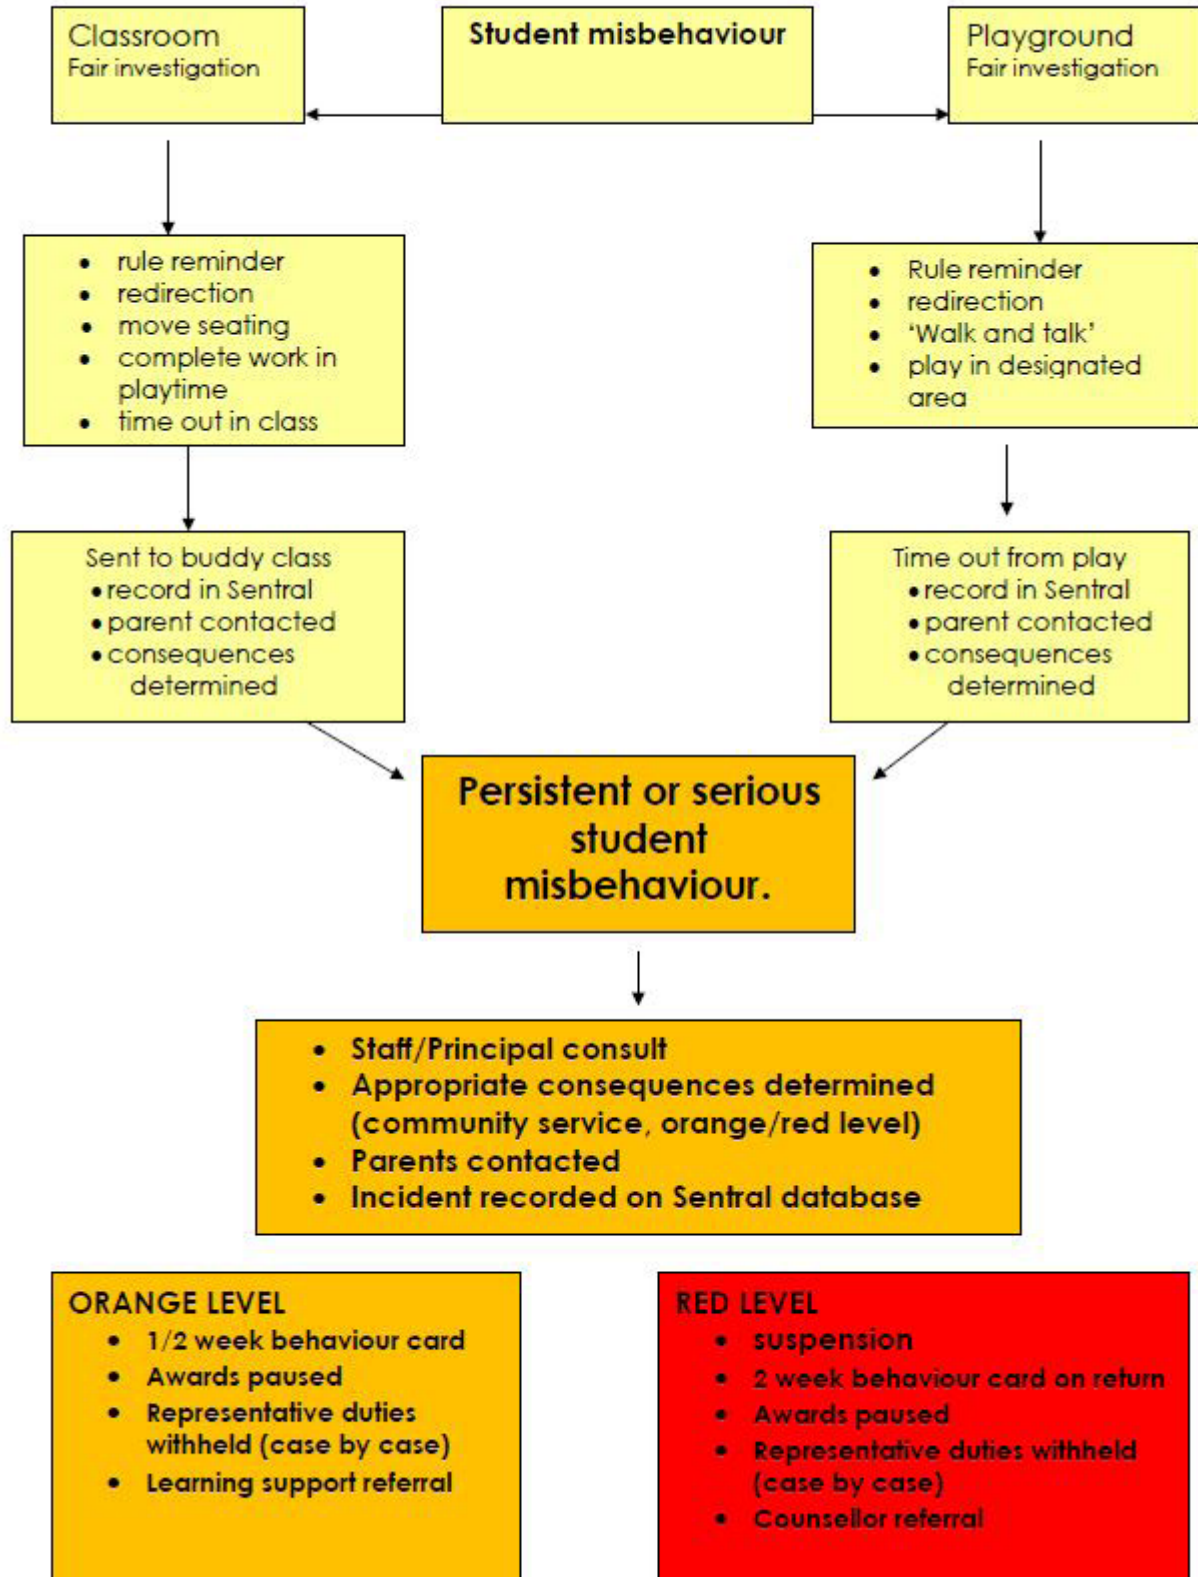 Classroom
Fair investigation
Student misbehaviour
Playground
Fair investigation
• rule reminder
• redirection
• move seating
• complete work in
playtime
• time out in class
• Rule reminder
• redirection
• 'Walk and talk'
• play in designated
area
Sent to buddy class
• record in Sentral
• parent contacted
• consequences
determined
Time out from play
• record in Sentral
• parent contacted
• consequences
determined
Persistent or serious
student
misbehaviour.
• Staff/Principal consult
• Appropriate consequences determined
(community service, orange/red level)
• Parents contacted
• Incident recorded on Sentral database
ORANGE LEVEL
• 1/2 week behaviour card
• Awards paused
• Representative duties
withheld (case by case)
• Learning support referral
RED LEVEL
• suspension
• 2 week behaviour card on return
• Awards paused
• Representative duties withheld
(case by case)
• Counsellor referral